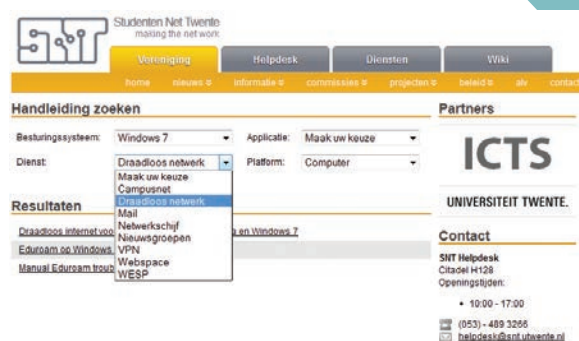 SNT
Studenten Net Twente
making the net work
Vereniging Helpdesk Diensten Wiki
home nieuws informatie commissies projecten beleid alv contact
Handleiding zoeken
Besturingssysteem: Windows 7 Applicatie: Maak uw keuze
Dienst: Draadloos netwerk Platform: Computer
Maak uw keuze
Campusnet
Draadloos netwerk
Mail
Netwerkschijf
Nieuwsgroepen
VPN
Webspace
WESP
Resultaten
Draadloos internet en Windows 7
Eduroam op Windows
Manual Eduroam
Partners
ICTS
UNIVERSITEIT TWENTE.
Contact
SNT Helpdesk
Citadel H128
Openingstijden:
• 10:00 - 17:00
(053) - 489 3266
helpdesk@snt.utwente.nl